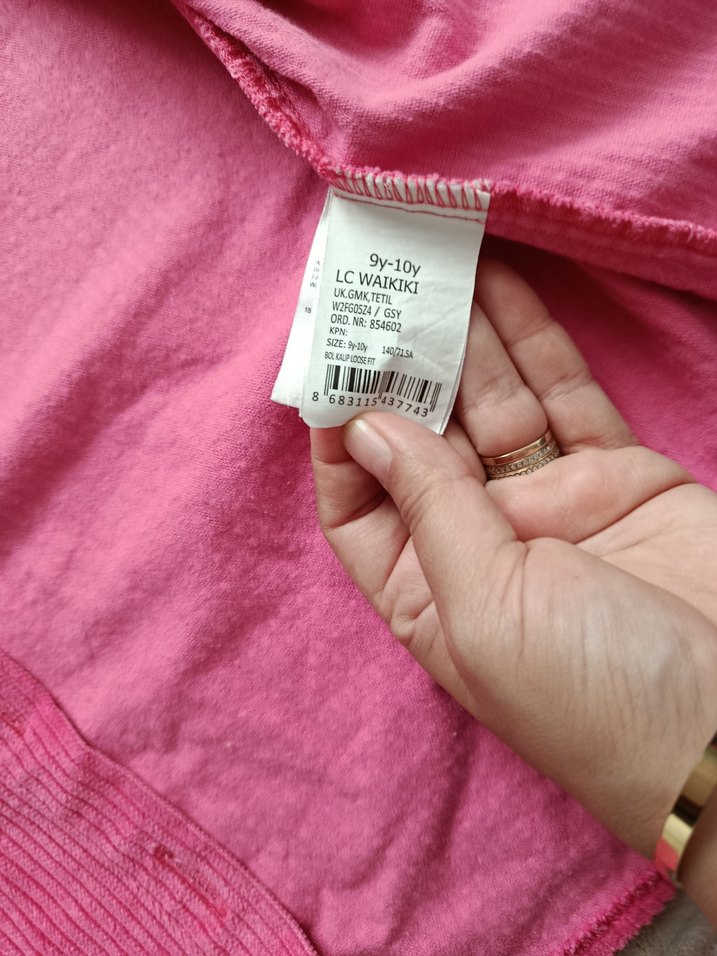 9y-10y
LC WAIKIKI
UK.GMK,TETIL
W2FG05Z4 / GSY
ORD. NR: 854602
KPN:
SIZE: 9y-10y 140/71.5A
BOL KALIP LOOSE FIT
8 683115 437743
15